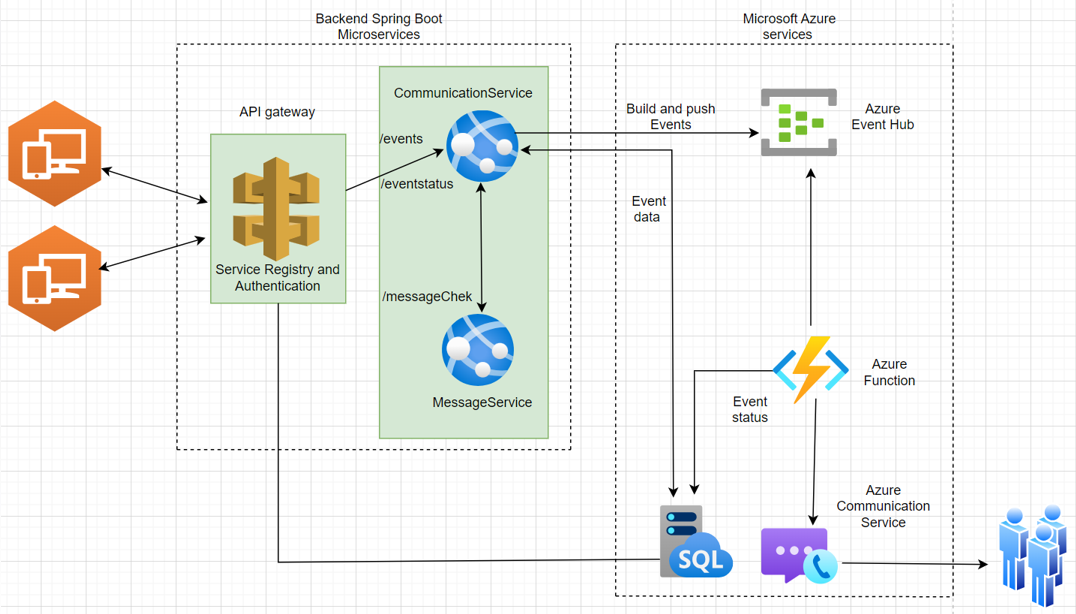 Backend Spring Boot
Microservices
Microsoft Azure
services
API gateway
Service Registry and
Authentication
CommunicationService
/events
/eventstatus
/messageChek
MessageService
Build and push
Events
Azure
Event Hub
Event
data
Azure
Function
Event
status
Azure
Communication
Service
SQL